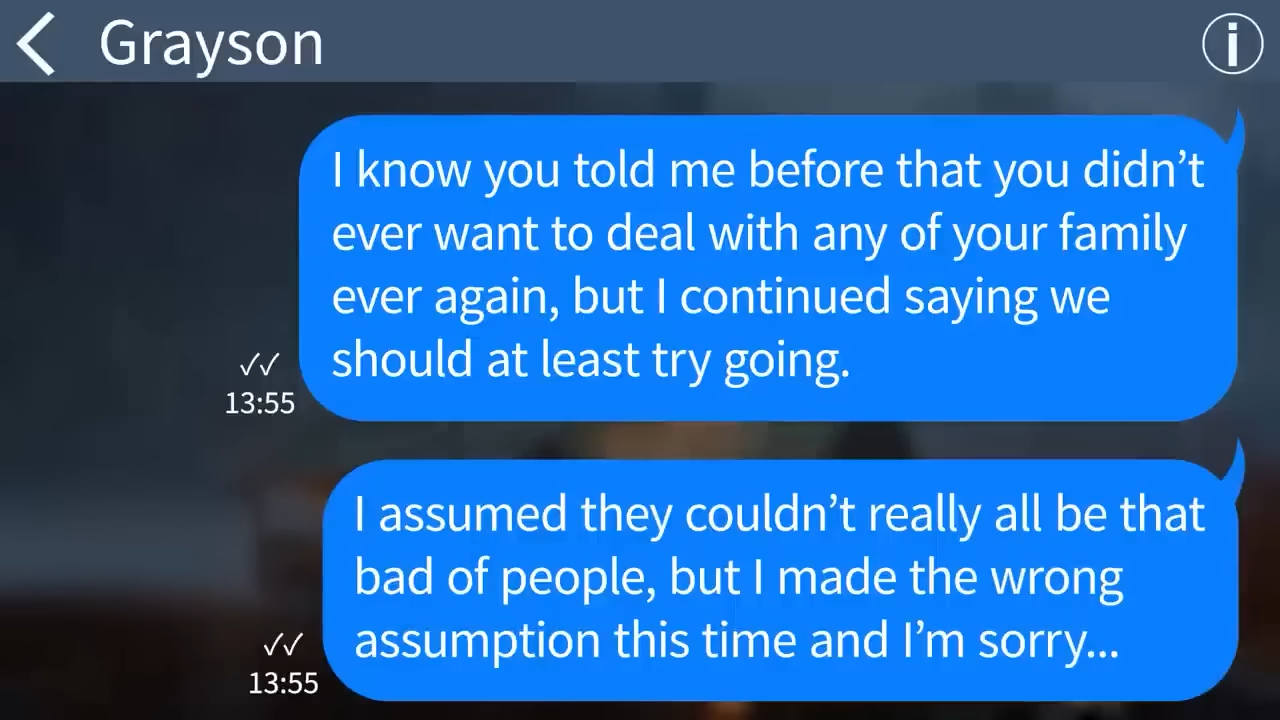 Grayson
I know you told me before that you didn’t
ever want to deal with any of your family
ever again, but I continued saying we
should at least try going.
13:55
I assumed they couldn’t really all be that
bad of people, but I made the wrong
assumption this time and I’m sorry...
13:55